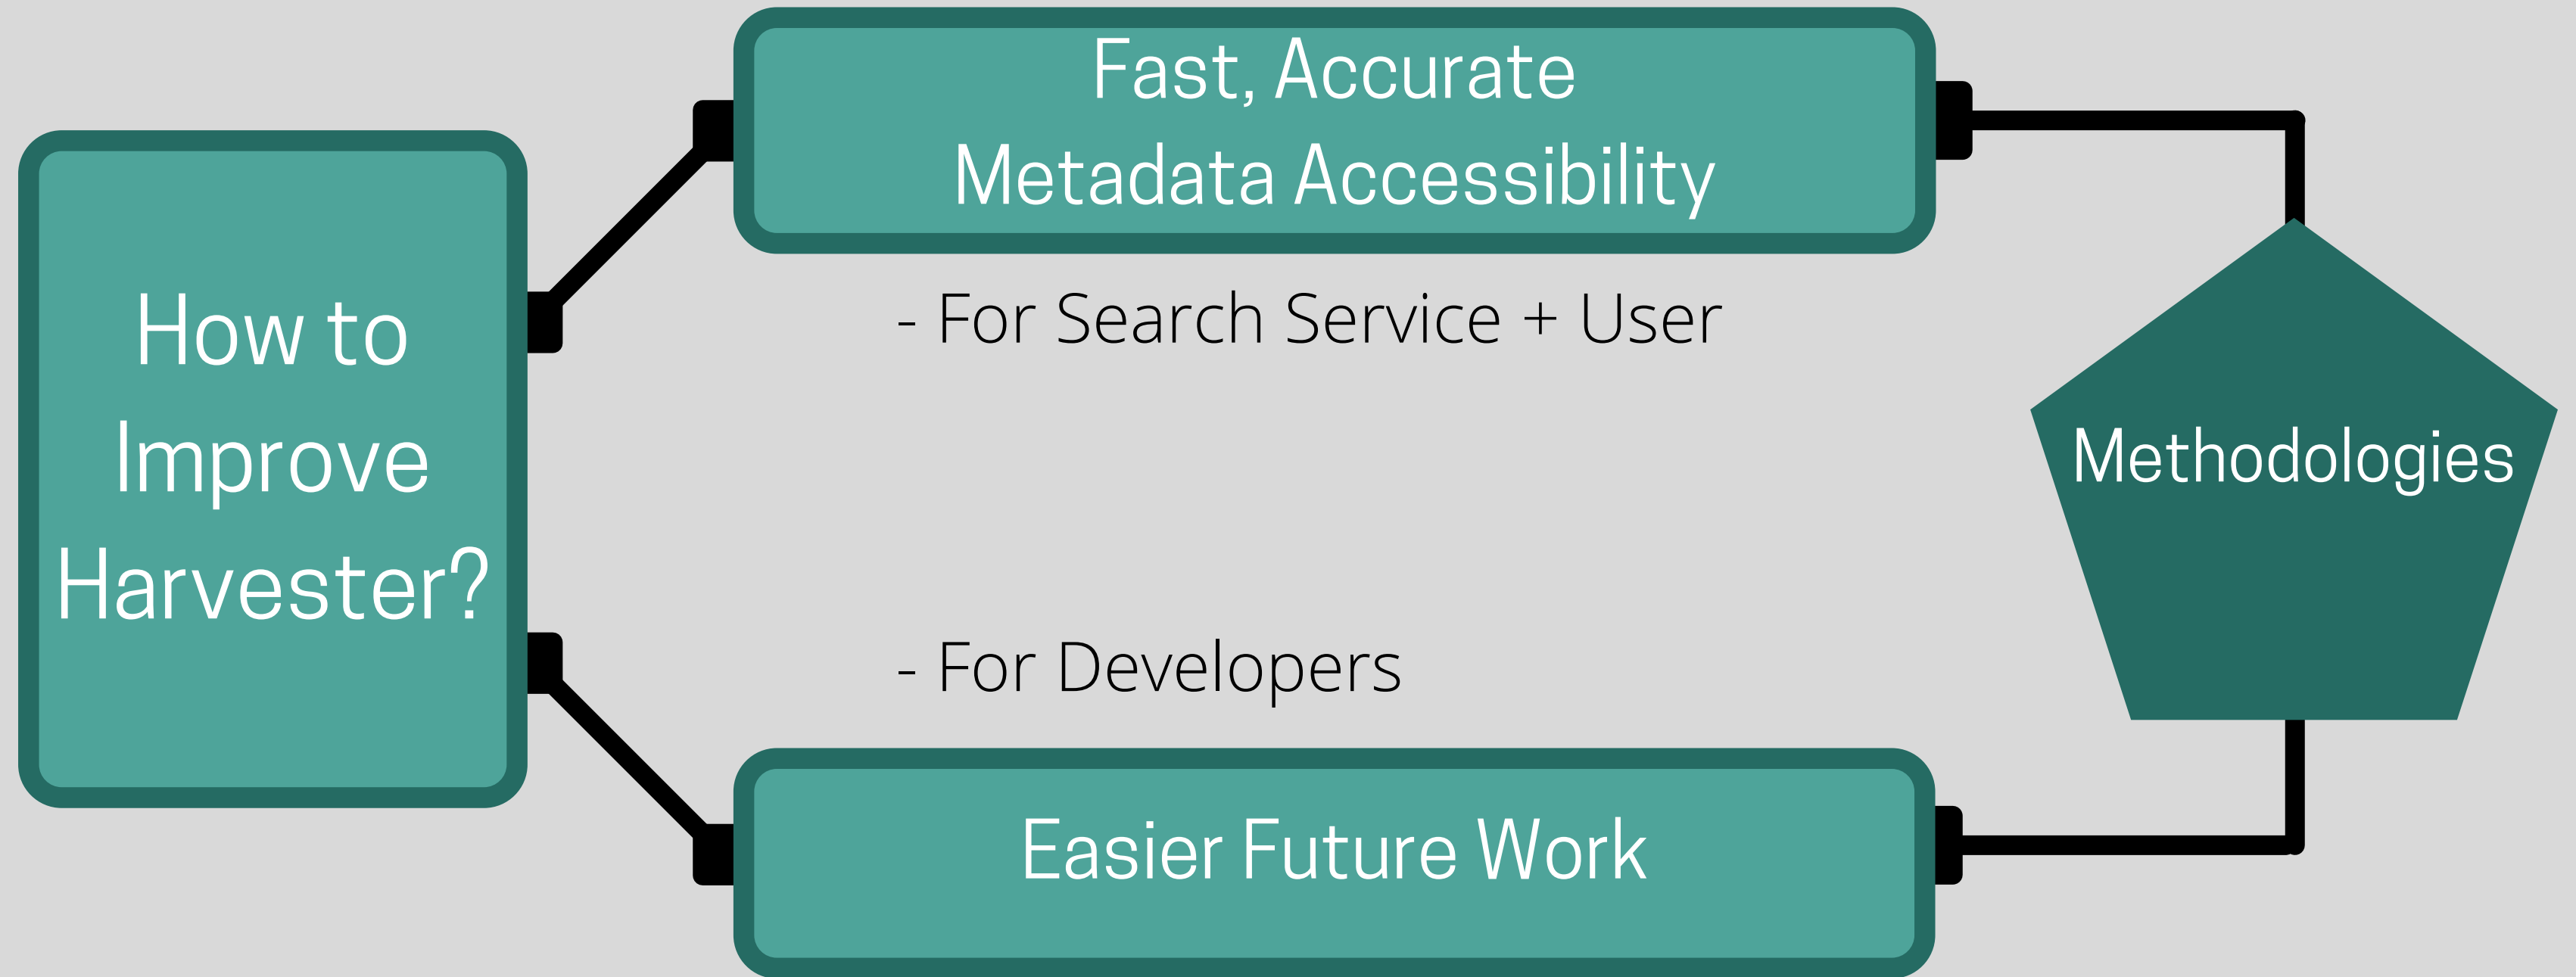 How to
Improve
Harvester?
Fast, Accurate
Metadata Accessibility
- For Search Service + User
- For Developers
Easier Future Work
Methodologies